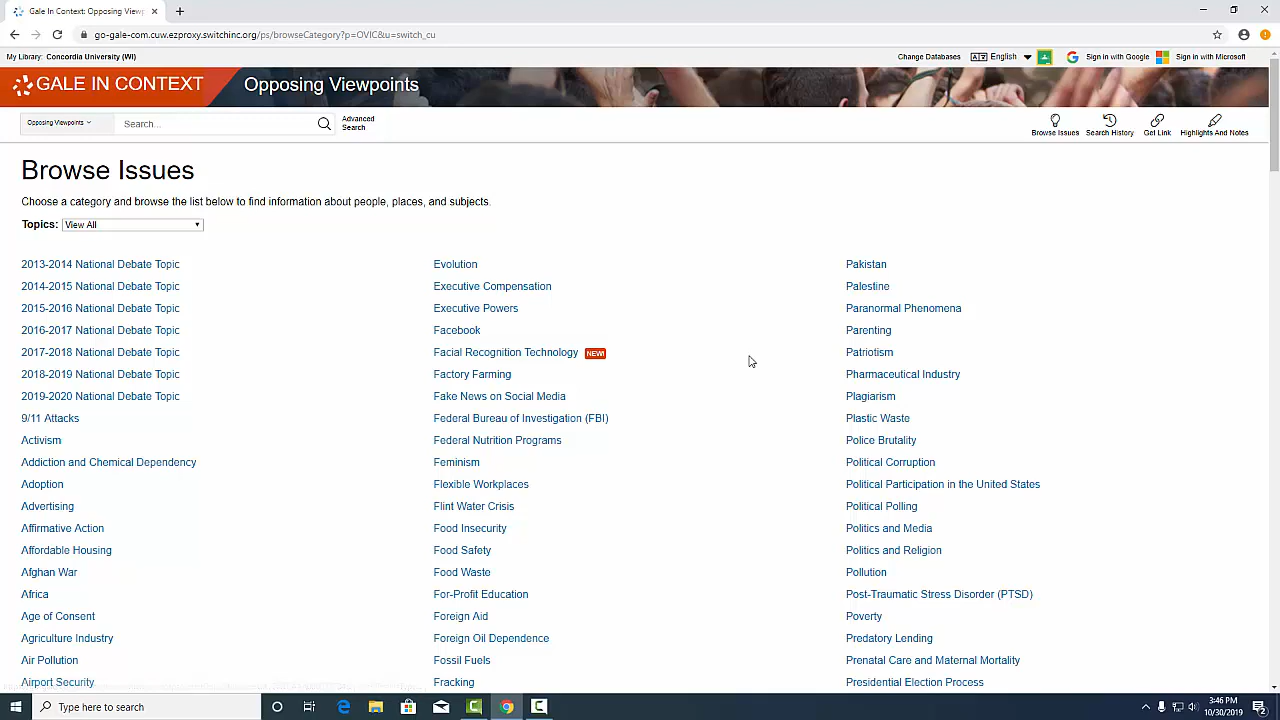 Gale In Context: Opposing Viewp
go-gale-com.cuw.ezproxy.switchinc.org/ps/browseCategory?p=OVIC&u=switch_cu
My Library: Concordia University (WI)
Change Databases
English
Sign in with Google
Sign in with Microsoft
GALE IN CONTEXT
Opposing Viewpoints
Opposing Viewpoints
Search...
Advanced
Search
Browse Issues
Search History
Get Link
Highlights And Notes
Browse Issues
Choose a category and browse the list below to find information about people, places, and subjects.
Topics: View All
2013-2014 National Debate Topic
2014-2015 National Debate Topic
2015-2016 National Debate Topic
2016-2017 National Debate Topic
2017-2018 National Debate Topic
2018-2019 National Debate Topic
2019-2020 National Debate Topic
9/11 Attacks
Activism
Addiction and Chemical Dependency
Adoption
Advertising
Affirmative Action
Affordable Housing
Afghan War
Africa
Age of Consent
Agriculture Industry
Air Pollution
Airport Security
Evolution
Executive Compensation
Executive Powers
Facebook
Facial Recognition Technology NEW!
Factory Farming
Fake News on Social Media
Federal Bureau of Investigation (FBI)
Federal Nutrition Programs
Feminism
Flexible Workplaces
Flint Water Crisis
Food Insecurity
Food Safety
Food Waste
For-Profit Education
Foreign Aid
Foreign Oil Dependence
Fossil Fuels
Fracking
Pakistan
Palestine
Paranormal Phenomena
Parenting
Patriotism
Pharmaceutical Industry
Plagiarism
Plastic Waste
Police Brutality
Political Corruption
Political Participation in the United States
Political Polling
Politics and Media
Politics and Religion
Pollution
Post-Traumatic Stress Disorder (PTSD)
Poverty
Predatory Lending
Prenatal Care and Maternal Mortality
Presidential Election Process
Type here to search
3:46 PM
10/30/2019
2